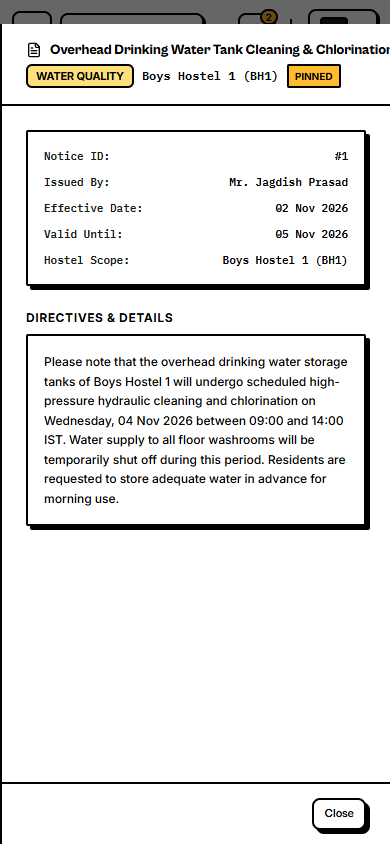 2
Overhead Drinking Water Tank Cleaning & Chlorination
WATER QUALITY Boys Hostel 1 (BH1) PINNED
Notice ID: #1
Issued By: Mr. Jagdish Prasad
Effective Date: 02 Nov 2026
Valid Until: 05 Nov 2026
Hostel Scope: Boys Hostel 1 (BH1)
DIRECTIVES & DETAILS
Please note that the overhead drinking water storage
tanks of Boys Hostel 1 will undergo scheduled high-
pressure hydraulic cleaning and chlorination on
Wednesday, 04 Nov 2026 between 09:00 and 14:00
IST. Water supply to all floor washrooms will be
temporarily shut off during this period. Residents are
requested to store adequate water in advance for
morning use.
Close